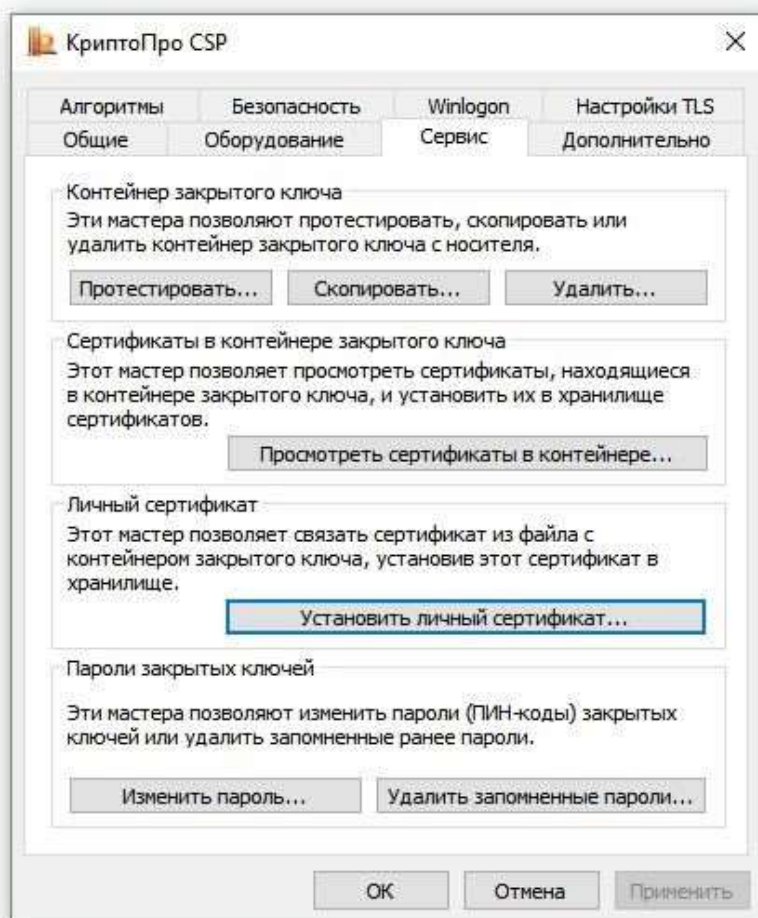 КриптоПро CSP
Алгоритмы Безопасность Winlogon Настройки TLS
Общие Оборудование Сервис Дополнительно
Контейнер закрытого ключа
Эти мастера позволяют протестировать, скопировать или
удалить контейнер закрытого ключа с носителя.
Протестировать... Скопировать... Удалить...
Сертификаты в контейнере закрытого ключа
Этот мастер позволяет просмотреть сертификаты, находящиеся
в контейнере закрытого ключа, и установить их в хранилище
сертификатов.
Просмотреть сертификаты в контейнере...
Личный сертификат
Этот мастер позволяет связать сертификат из файла с
контейнером закрытого ключа, установив этот сертификат в
хранилище.
Установить личный сертификат...
Пароли закрытых ключей
Эти мастера позволяют изменить пароли (ПИН-коды) закрытых
ключей или удалить запомненные ранее пароли.
Изменить пароль... Удалить запомненные пароли...
ОК Отмена Применить